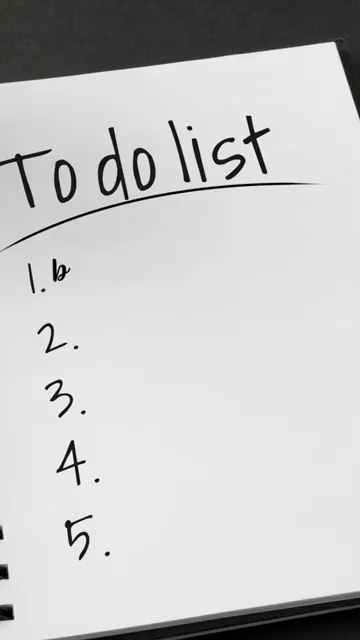 To do list
1. b
2.
3.
4.
5.